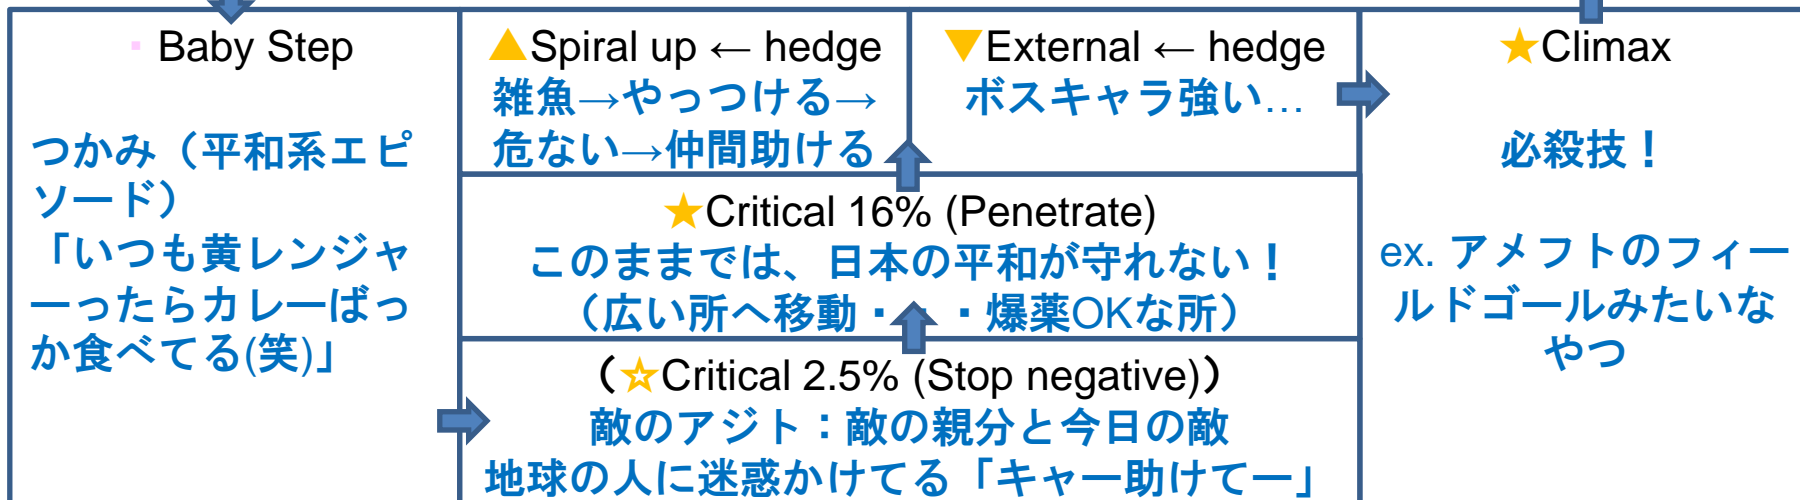 ・ Baby Step
つかみ（平和系エピ
ソード）
「いつも黄レンジャ
ーったらカレーばっ
か食べてる(笑)」
▲Spiral up ← hedge
雑魚→やっつける→
危ない→仲間助ける
▼External ← hedge
ボスキャラ強い…
★Critical 16% (Penetrate)
このままでは、日本の平和が守れない！
（広い所へ移動・・・爆薬OKな所）
（☆Critical 2.5% (Stop negative)）
敵のアジト：敵の親分と今日の敵
地球の人に迷惑かけてる「キャー助けてー」
★Climax
必殺技！
ex. アメフトのフィー
ルドゴールみたいな
やつ